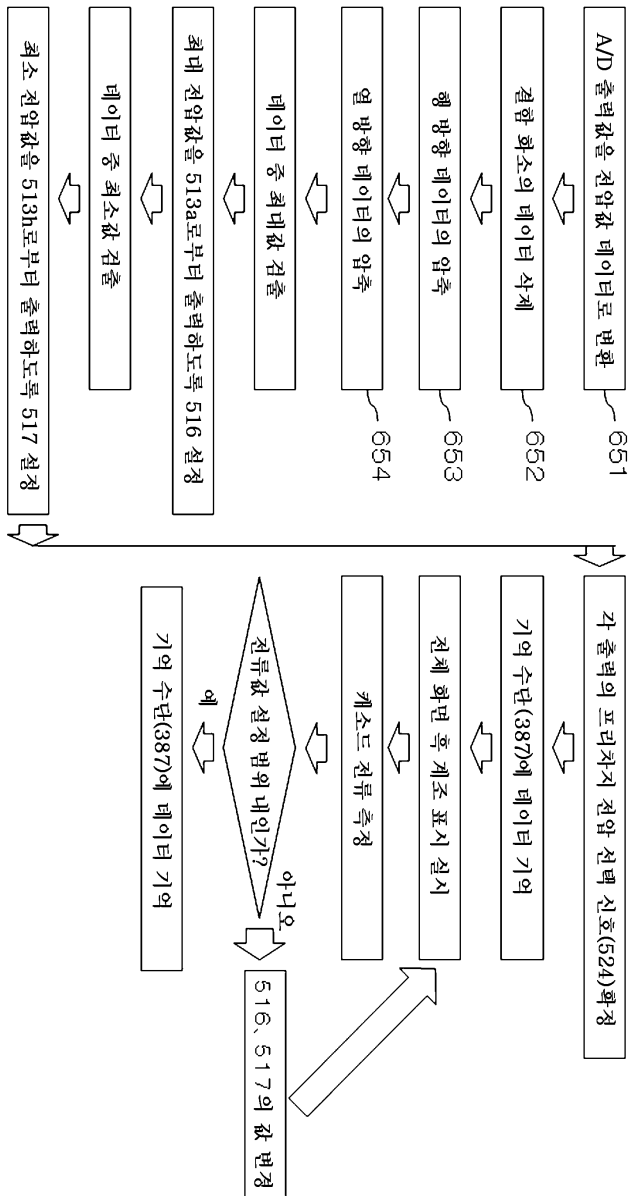 A/D 출력값을 전압값 데이터로 변환
651
결함 화소의 데이터 삭제
652
행 방향 데이터의 압축
653
열 방향 데이터의 압축
654
데이터 중 최대값 검출
최대 전압값을 513a로부터 출력하도록 516 설정
데이터 중 최소값 검출
최소 전압값을 513h로부터 출력하도록 517 설정
각 출력의 프리차지 전압 선택 신호(524)확정
기억 수단(387)에 데이터 기억
전체 화면 후 계조 표시 실시
캐소드 전류 측정
전류값 설정 범위 내인가?
아니오
예
516、517의 값 변경
기억 수단(387)에 데이터 기억